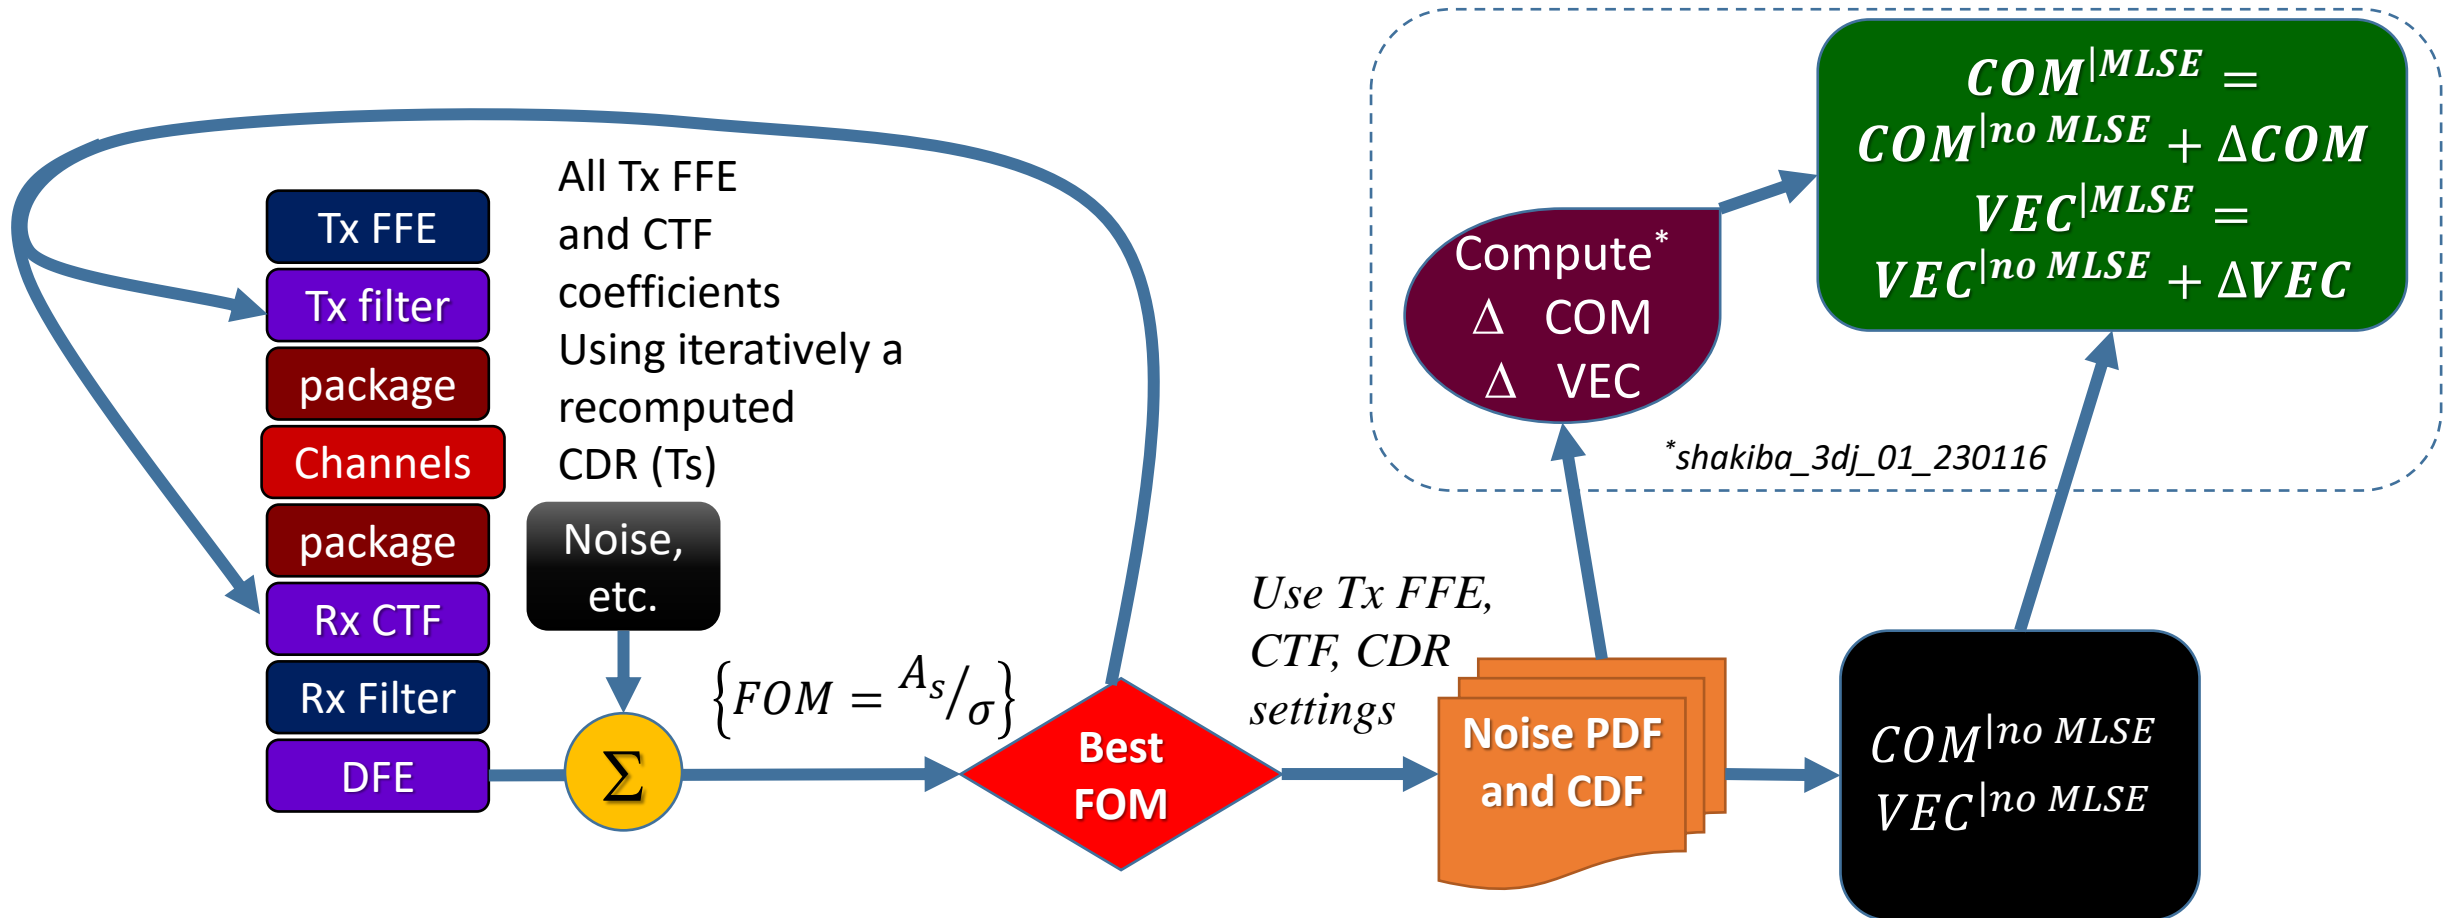 Tx FFE
Tx filter
package
Channels
package
Rx CTF
Rx Filter
DFE
All Tx FFE
and CTF
coefficients
Using iteratively a
recomputed
CDR (Ts)
Noise,
etc.
Σ
{FOM = A_s/σ}
Best
FOM
Use Tx FFE,
CTF, CDR
settings
Noise PDF
and CDF
COM^|no MLSE
VEC^|no MLSE
Compute*
Δ COM
Δ VEC
*shakiba_3dj_01_230116
COM^|MLSE =
COM^|no MLSE + ΔCOM
VEC^|MLSE =
VEC^|no MLSE + ΔVEC